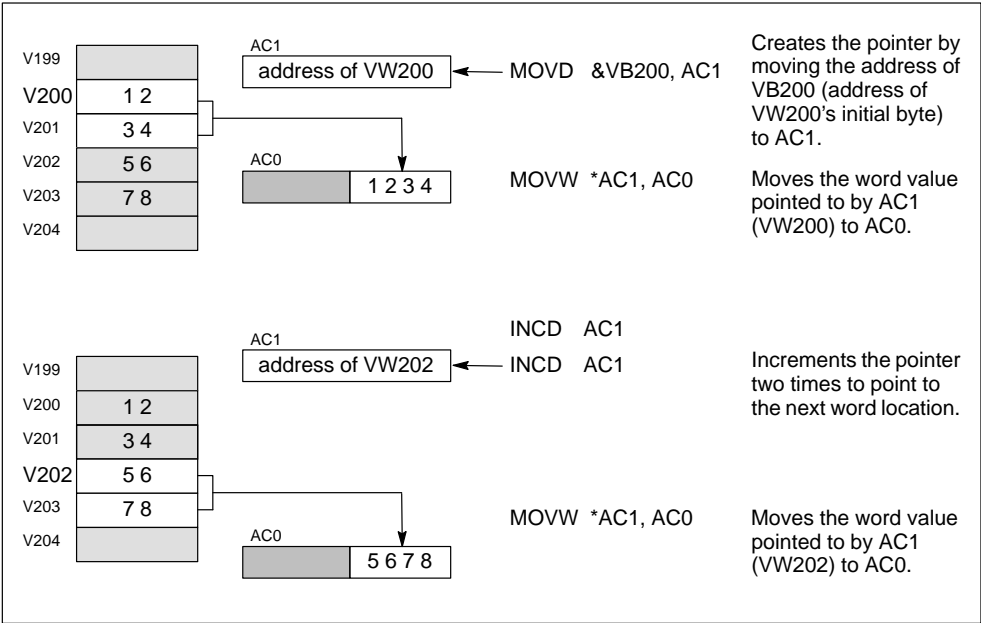 V199
V200 1 2
V201 3 4
V202 5 6
V203 7 8
V204
AC1
address of VW200
MOVD &VB200, AC1
Creates the pointer by
moving the address of
VB200 (address of
VW200's initial byte)
to AC1.
AC0
1 2 3 4
MOVW *AC1, AC0
Moves the word value
pointed to by AC1
(VW200) to AC0.
V199
V200 1 2
V201 3 4
V202 5 6
V203 7 8
V204
AC1
address of VW202
INCD AC1
INCD AC1
Increments the pointer
two times to point to
the next word location.
AC0
5 6 7 8
MOVW *AC1, AC0
Moves the word value
pointed to by AC1
(VW202) to AC0.